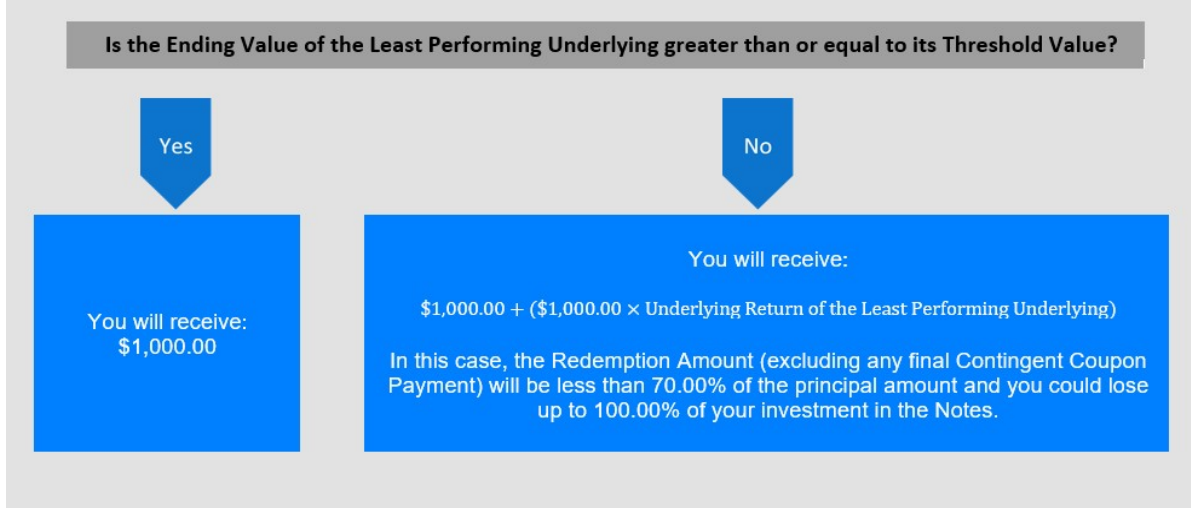 Is the Ending Value of the Least Performing Underlying greater than or equal to its Threshold Value?
Yes
No
You will receive:
$1,000.00
You will receive:
$1,000.00 + ($1,000.00 × Underlying Return of the Least Performing Underlying)
In this case, the Redemption Amount (excluding any final Contingent Coupon
Payment) will be less than 70.00% of the principal amount and you could lose
up to 100.00% of your investment in the Notes.